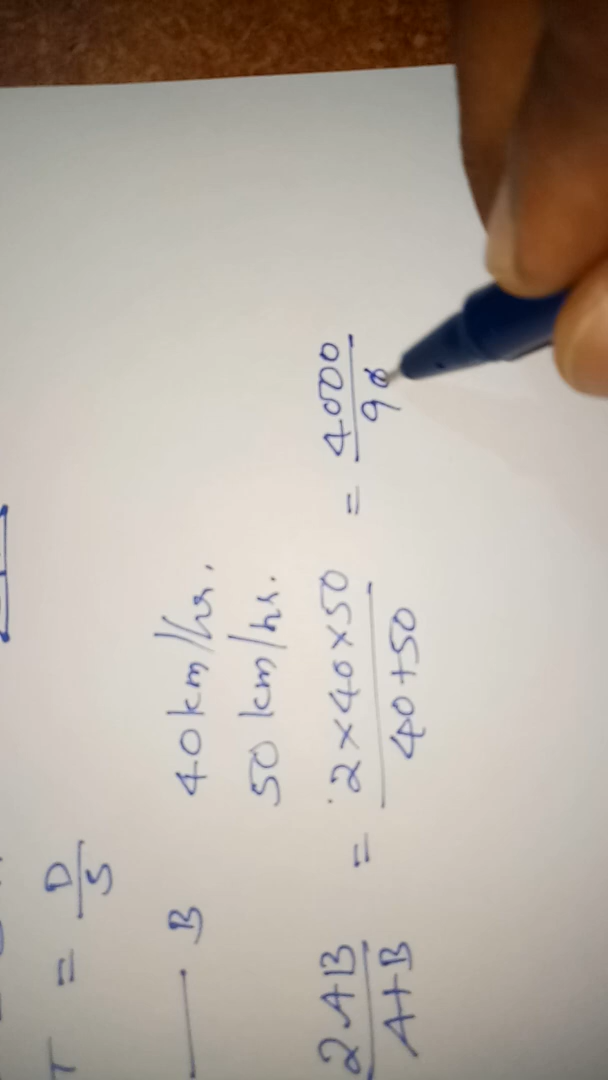 T = D/S
B 40km/hr.
50 km/hr.
2AB/A+B = 2×40×50/40+50 = 4000/90